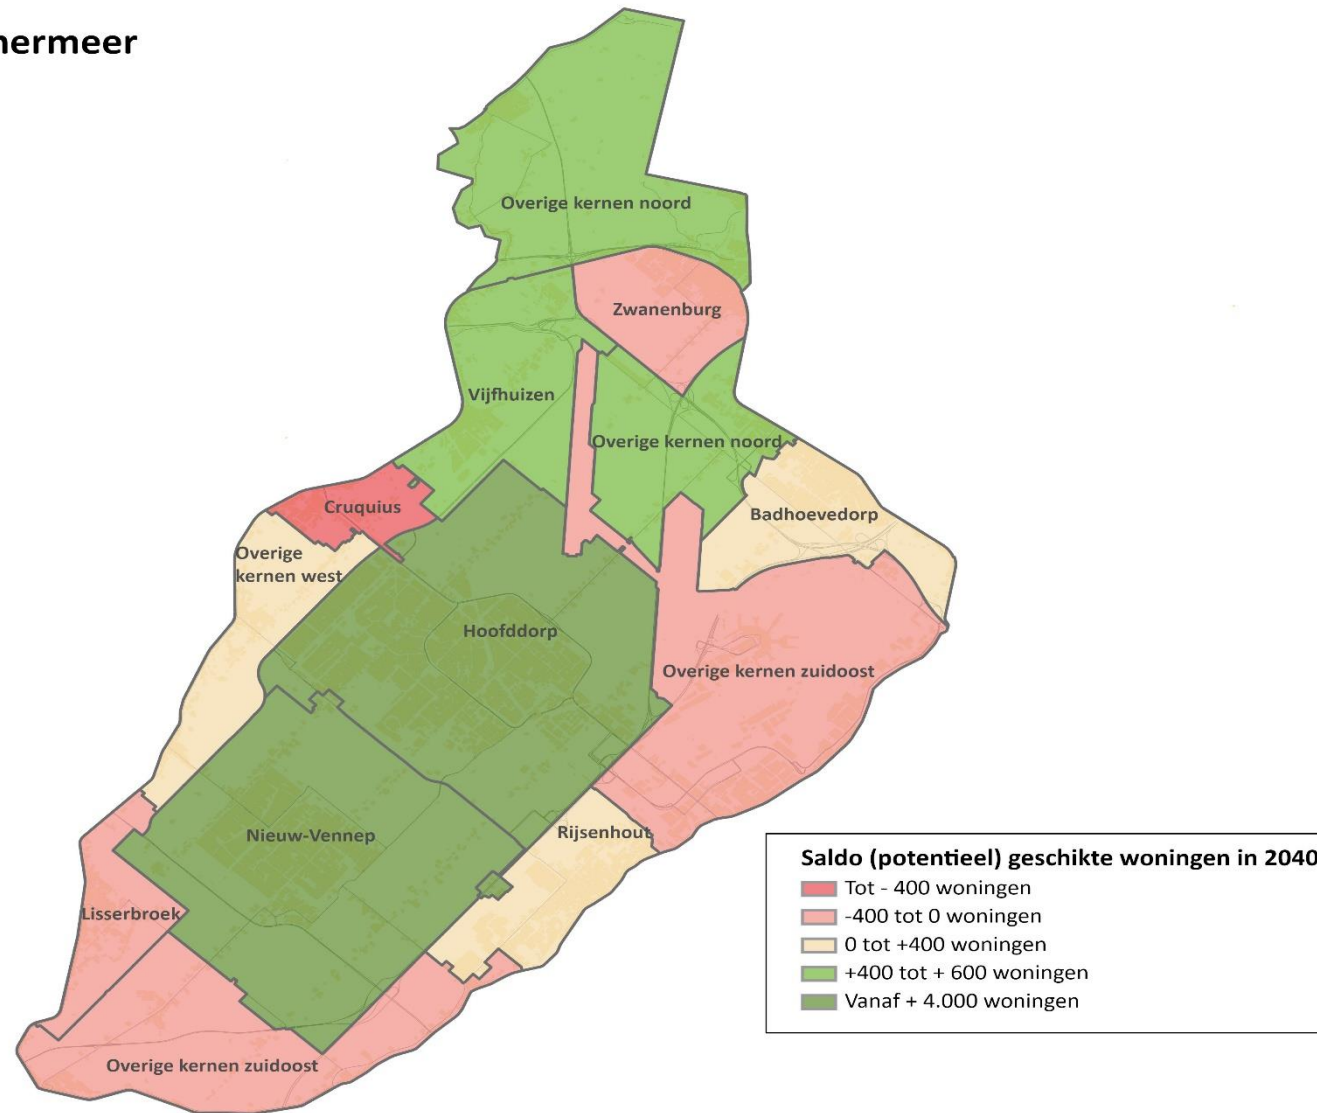 nermeer
Overige kernen noord
Zwanenburg
Vijfhuizen
Overige kernen noord
Cruquius
Badhoevedorp
Overige
kernen west
Hoofddorp
Overige kernen zuidoost
Nieuw-Vennep
Rijsenhout
Lisserbroek
Overige kernen zuidoost
Saldo (potentieel) geschikte woningen in 2040
Tot - 400 woningen
-400 tot 0 woningen
0 tot +400 woningen
+400 tot + 600 woningen
Vanaf + 4.000 woningen